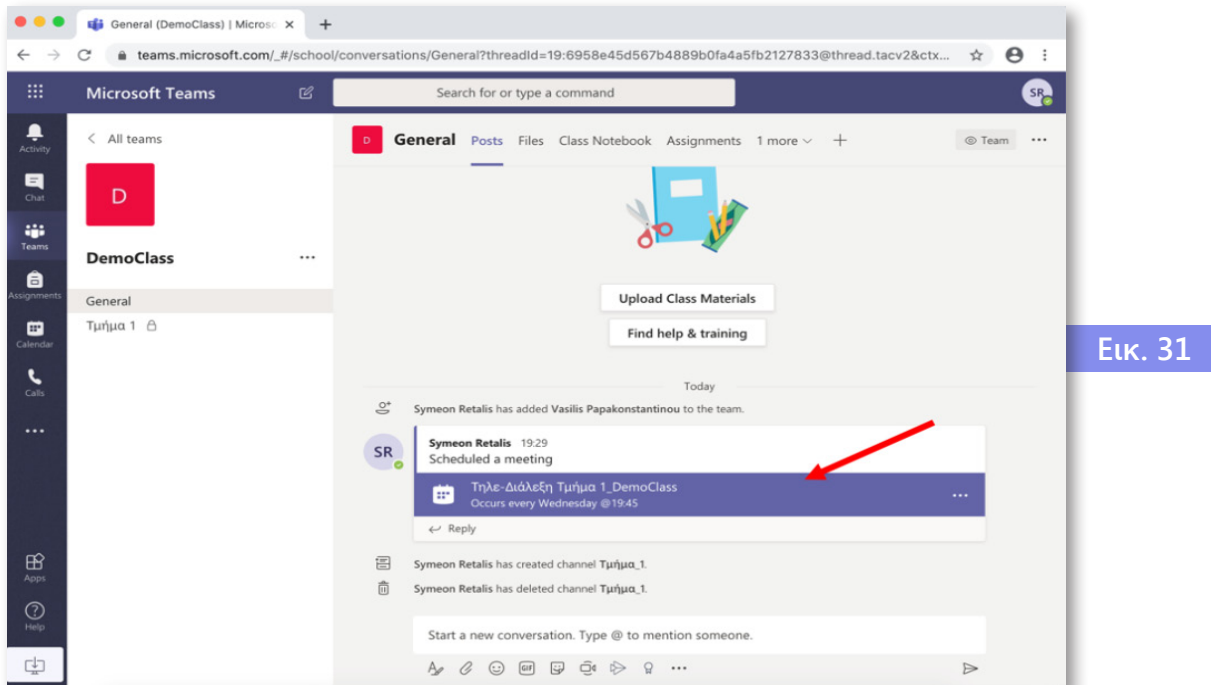 General (DemoClass) | Microso
teams.microsoft.com/_#/school/conversations/General?threadId=19:6958e45d567b4889b0fa4a5fb2127833@thread.tacv2&ctx...
Microsoft Teams
Search for or type a command
SR
Activity
Chat
Teams
Assignments
Calendar
Calls
Apps
Help
All teams
D
DemoClass
General
Τμήμα 1
D
General Posts Files Class Notebook Assignments 1 more
Team
Upload Class Materials
Find help & training
Today
Symeon Retalis has added Vasilis Papakonstantinou to the team.
SR
Symeon Retalis 19:29
Scheduled a meeting
Τηλε-Διάλεξη Τμήμα 1_DemoClass
Occurs every Wednesday @19:45
Reply
Symeon Retalis has created channel Τμήμα_1.
Symeon Retalis has deleted channel Τμήμα_1.
Start a new conversation. Type @ to mention someone.
GIF
Εικ. 31